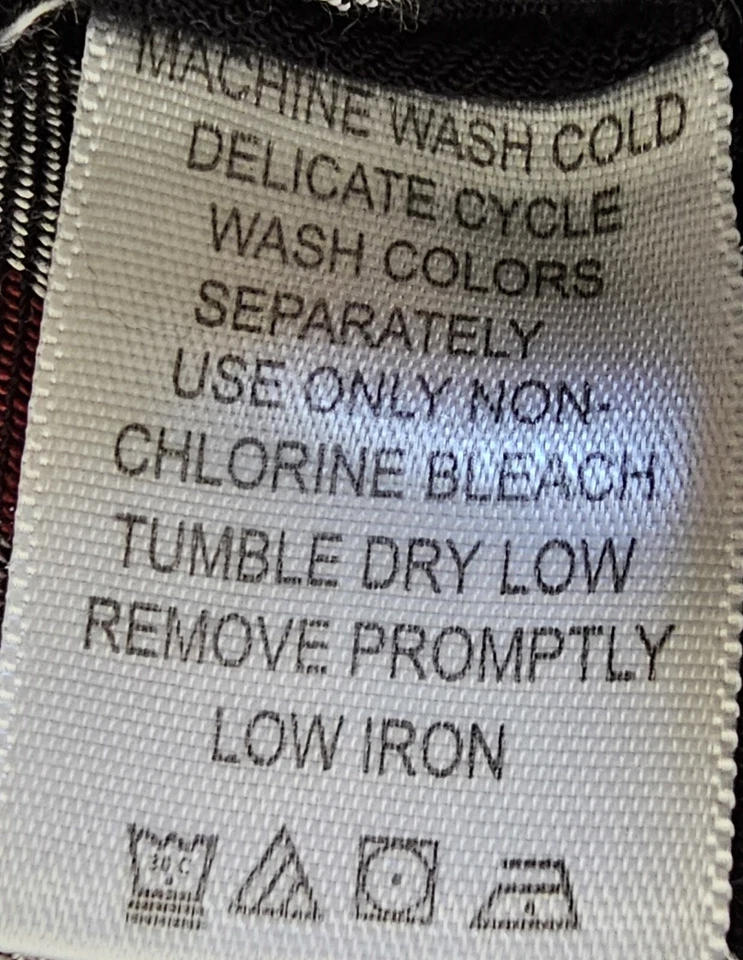 MACHINE WASH COLD
DELICATE CYCLE
WASH COLORS
SEPARATELY
USE ONLY NON-
CHLORINE BLEACH
TUMBLE DRY LOW
REMOVE PROMPTLY
LOW IRON
30 C